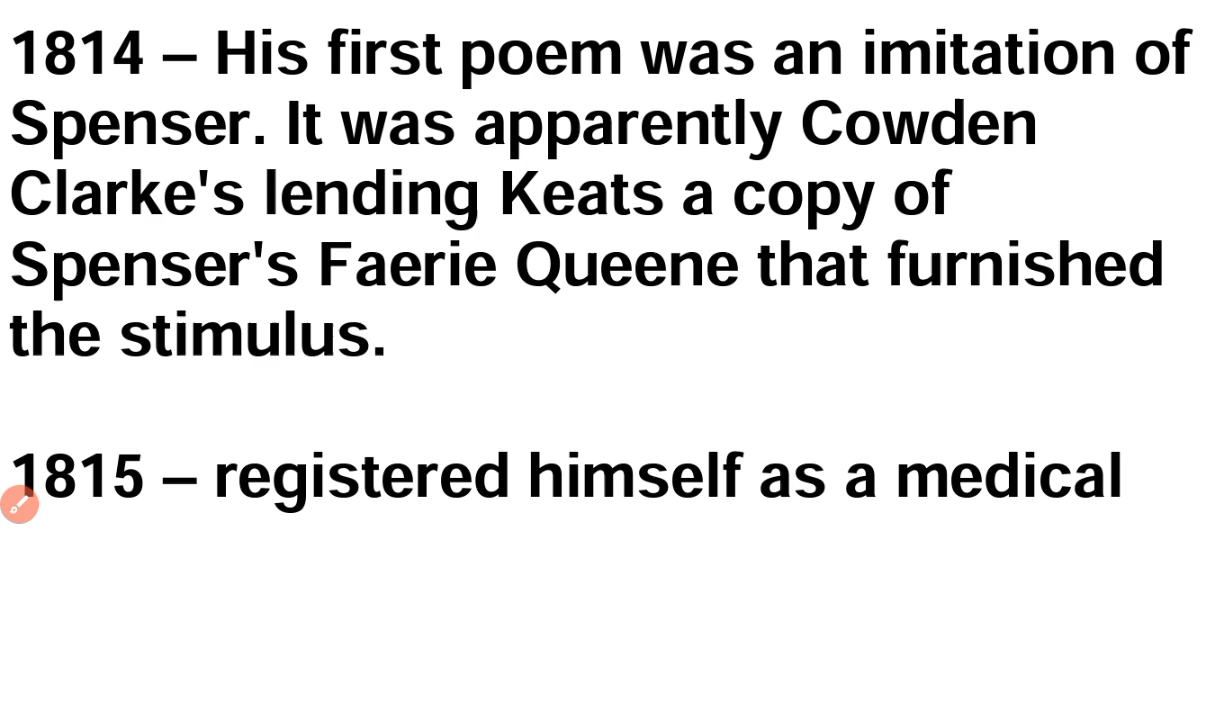 1814 – His first poem was an imitation of
Spenser. It was apparently Cowden
Clarke's lending Keats a copy of
Spenser's Faerie Queene that furnished
the stimulus.
1815 – registered himself as a medical